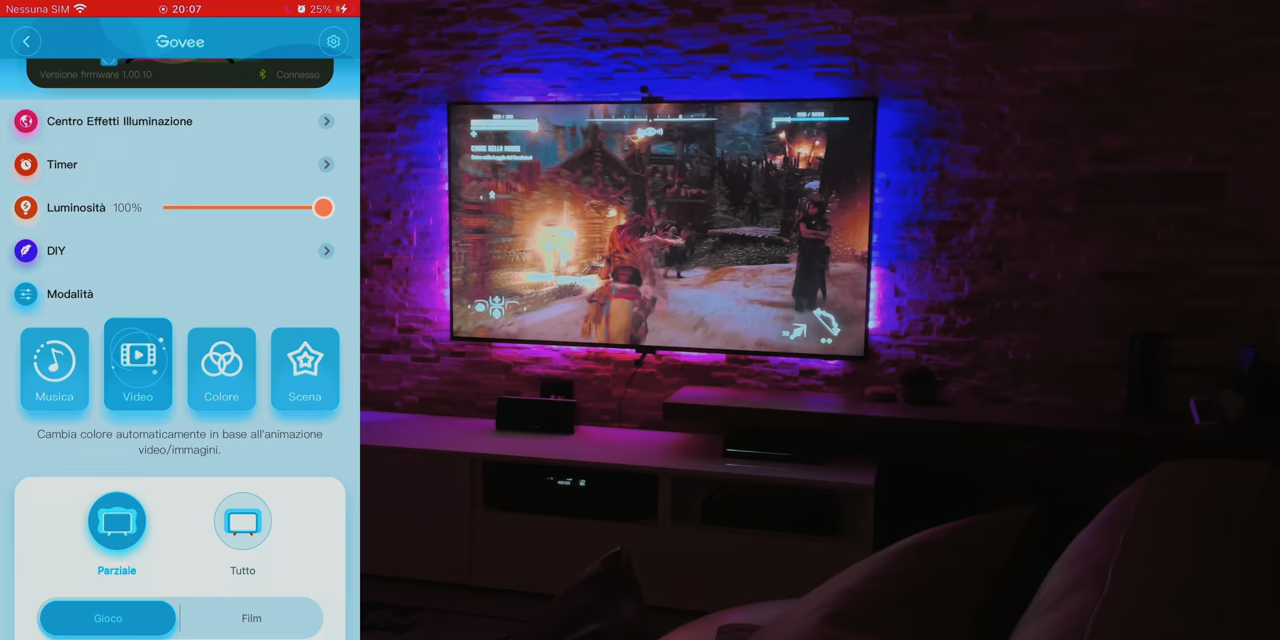 Nessuna SIM
20:07
25%
Govee
Versione firmware 1.00.10
Connesso
Centro Effetti Illuminazione
Timer
Luminosità 100%
DIY
Modalità
Musica
Video
Colore
Scena
Cambia colore automaticamente in base all'animazione
video/immagini.
Parziale
Tutto
Gioco
Film